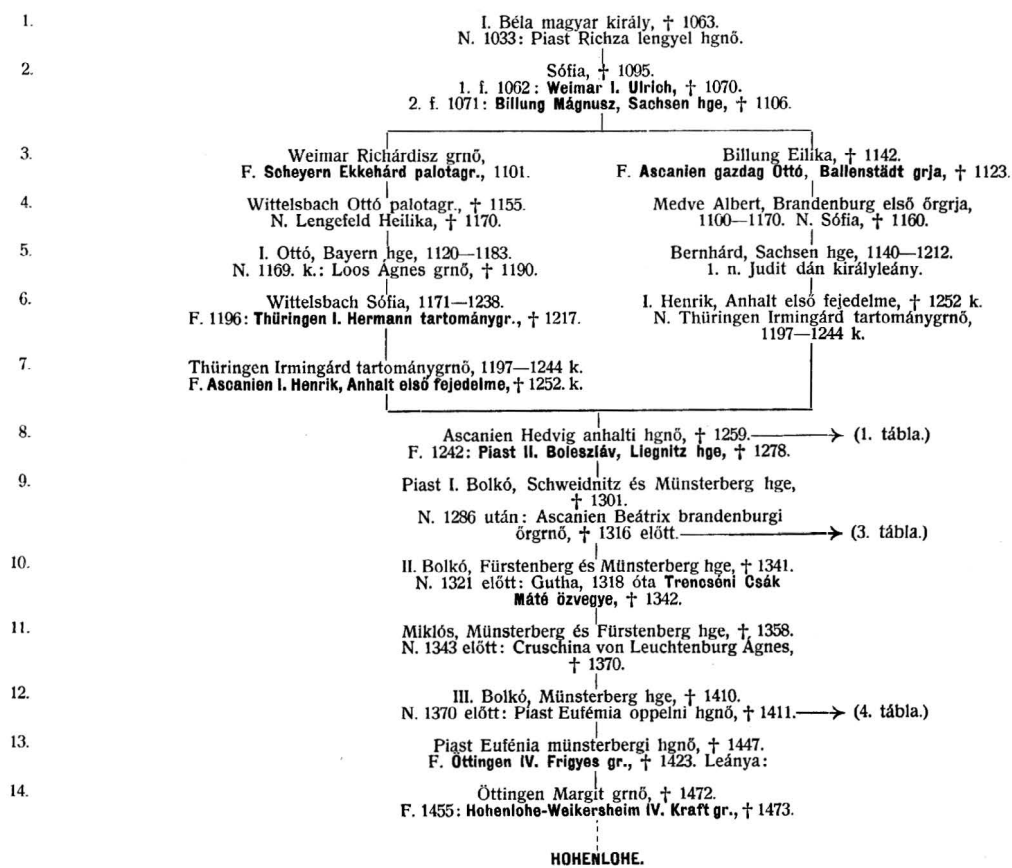 1.
I. Béla magyar király, † 1063.
N. 1033: Piast Richza lengyel hgnő.
2.
Sófia, † 1095.
1. f. 1062: Weimar I. Ulrich, † 1070.
2. f. 1071: Billung Mágnusz, Sachsen hge, † 1106.
3.
Weimar Richárdisz grnő,
F. Scheyern Ekkehárd palotagr., 1101.
Billung Eilika, † 1142.
F. Ascanien gazdag Ottó, Ballenstädt grja, † 1123.
4.
Wittelsbach Ottó palotagr., † 1155.
N. Lengefeld Heilika, † 1170.
Medve Albert, Brandenburg első őrgrja,
1100—1170. N. Sófia, † 1160.
5.
I. Ottó, Bayern hge, 1120—1183.
N. 1169. k.: Loos Ágnes grnő, † 1190.
Bernhárd, Sachsen hge, 1140—1212.
1. n. Judit dán királyleány.
6.
Wittelsbach Sófia, 1171—1238.
F. 1196: Thüringen I. Hermann tartománygr., † 1217.
I. Henrik, Anhalt első fejedelme, † 1252 k.
N. Thüringen Irmingárd tartománygrnő,
1197—1244 k.
7.
Thüringen Irmingárd tartománygrnő, 1197—1244 k.
F. Ascanien I. Henrik, Anhalt első fejedelme, † 1252. k.
8.
Ascanien Hedvig anhalti hgnő, † 1259. (1. tábla.)
F. 1242: Piast II. Boleszláv, Liegnitz hge, † 1278.
9.
Piast I. Bolkó, Schweidnitz és Münsterberg hge,
† 1301.
N. 1286 után: Ascanien Beátrix brandenburgi
őrgrnő, † 1316 előtt. (3. tábla.)
10.
II. Bolkó, Fürstenberg és Münsterberg hge, † 1341.
N. 1321 előtt: Gutha, 1318 óta Trencséni Csák
Máté özvegye, † 1342.
11.
Miklós, Münsterberg és Fürstenberg hge, † 1358.
N. 1343 előtt: Cruschina von Leuchtenburg Ágnes,
† 1370.
12.
III. Bolkó, Münsterberg hge, † 1410.
N. 1370 előtt: Piast Eufémia oppelni hgnő, † 1411. (4. tábla.)
13.
Piast Eufénia münsterbergi hgnő, † 1447.
F. Öttingen IV. Frigyes gr., † 1423. Leánya:
14.
Öttingen Margit grnő, † 1472.
F. 1455: Hohenlohe-Weikersheim IV. Kraft gr., † 1473.
HOHENLOHE.